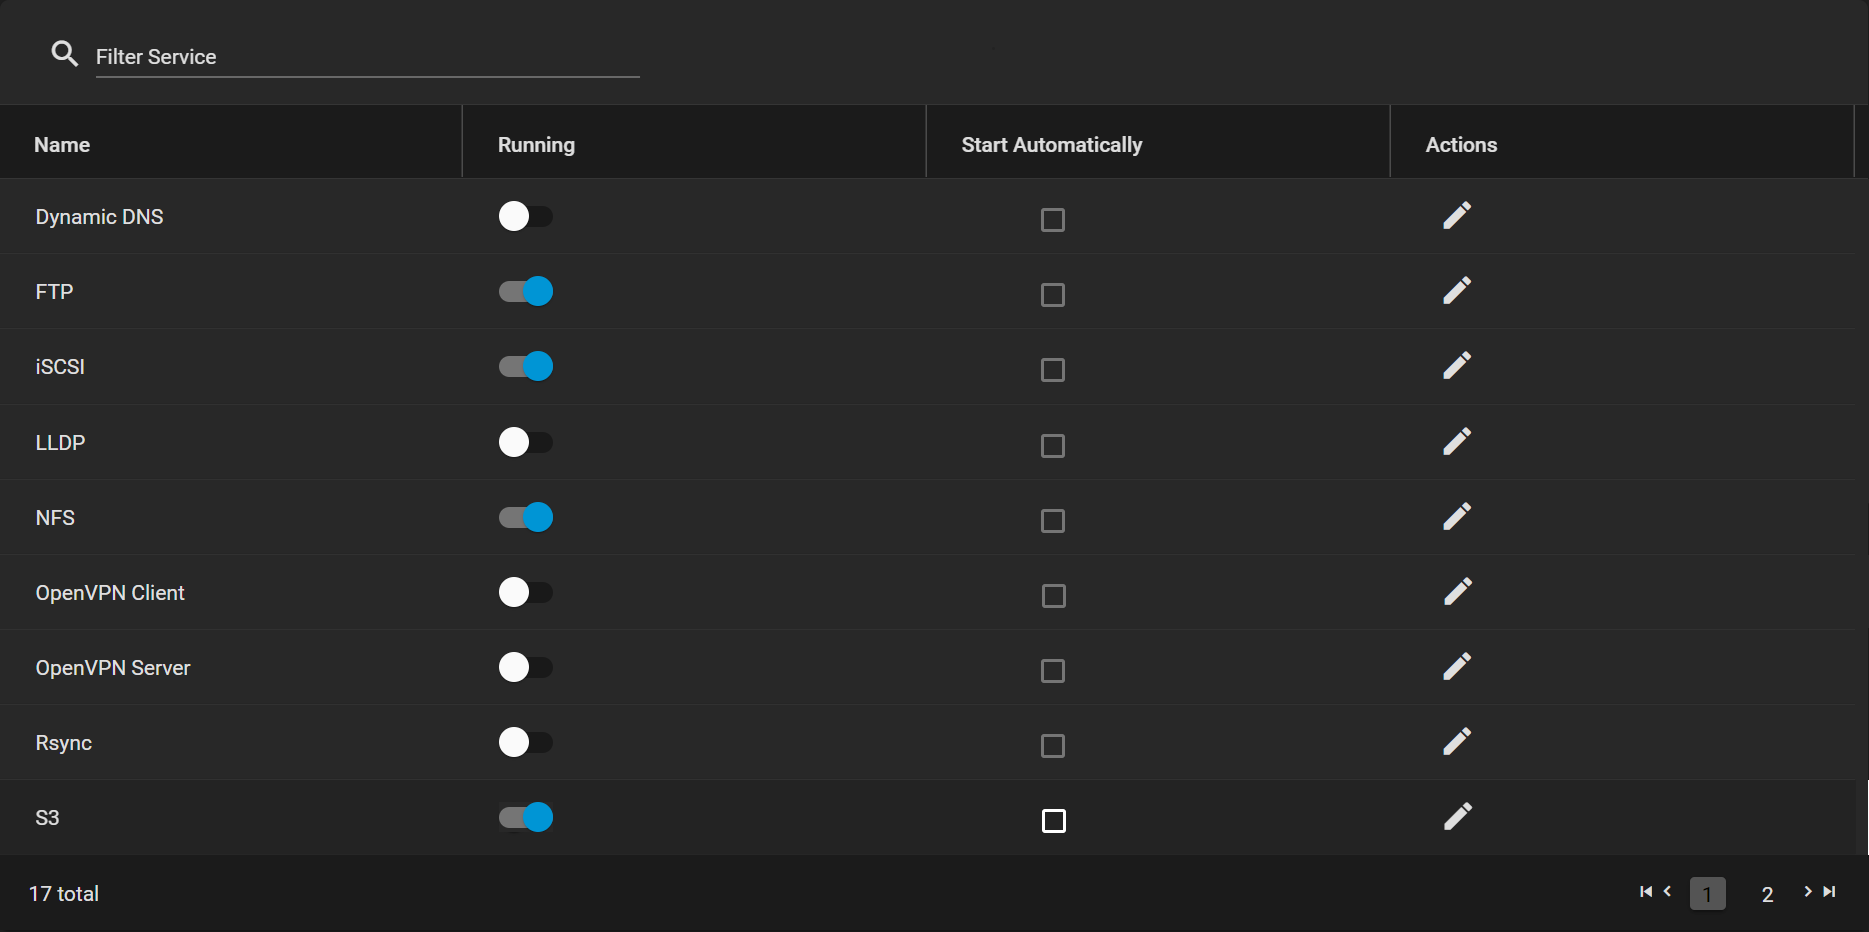 Filter Service
Name Running Start Automatically Actions
Dynamic DNS
FTP
iSCSI
LLDP
NFS
OpenVPN Client
OpenVPN Server
Rsync
S3
17 total 1 2